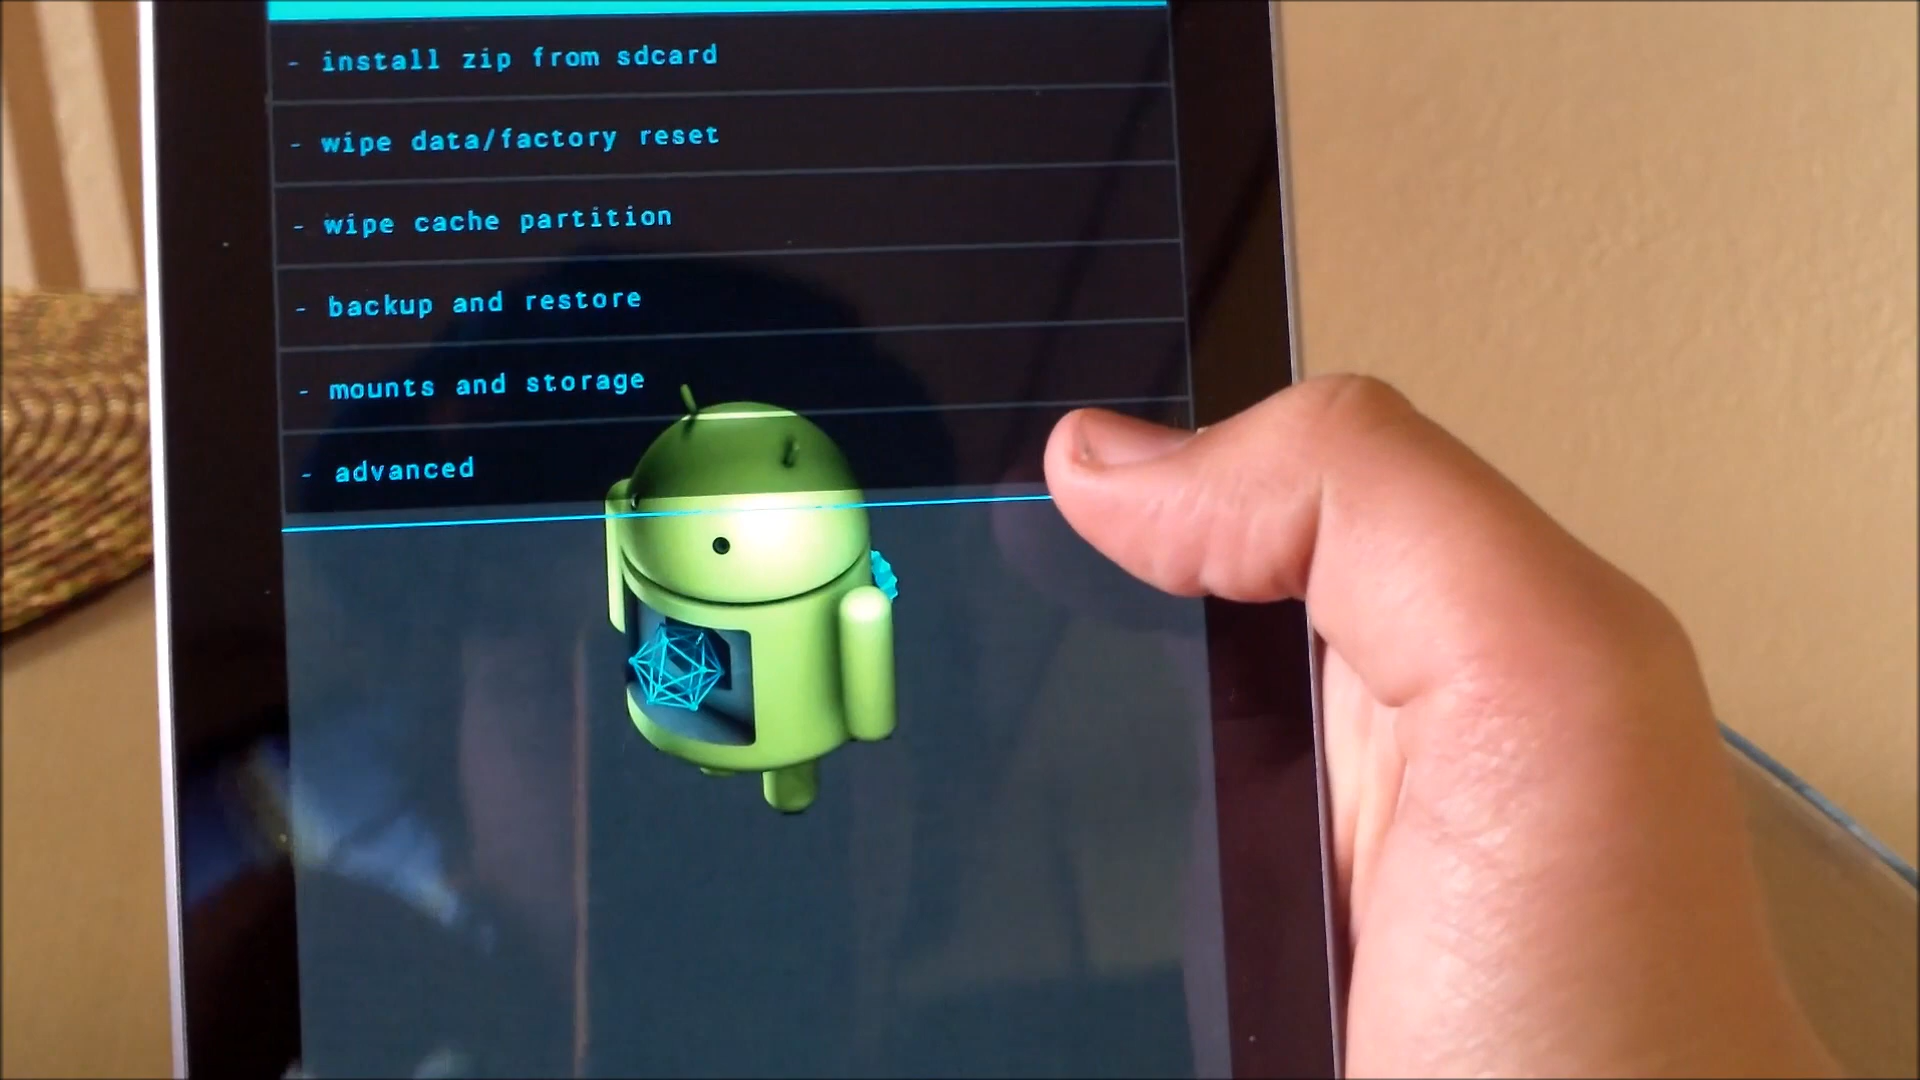 - install zip from sdcard
- wipe data/factory reset
- wipe cache partition
- backup and restore
- mounts and storage
- advanced